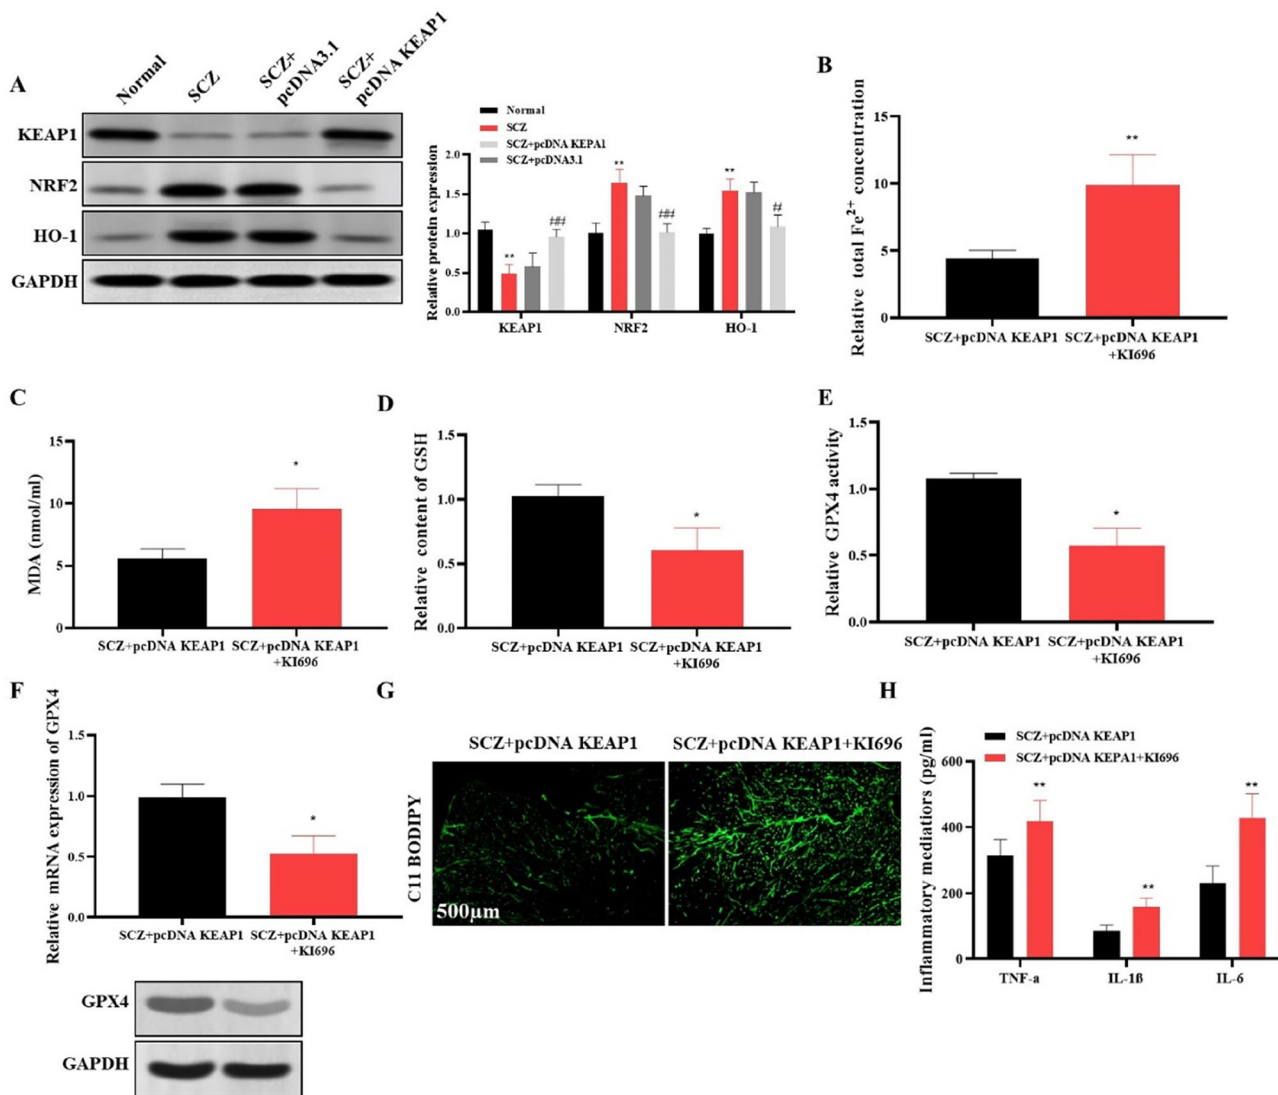 A
Normal
SCZ
SCZ+
pcDNA3.1
SCZ+
pcDNA KEAP1
KEAP1
NRF2
HO-1
GAPDH
Normal
SCZ
SCZ+pcDNA KEPA1
SCZ+pcDNA3.1
Relative protein expression
2.0
1.5
1.0
0.5
0.0
**
##
**
##
**
#
KEAP1
NRF2
HO-1
B
Relative total Fe2+ concentration
15
10
5
0
**
SCZ+pcDNA KEAP1
SCZ+pcDNA KEAP1
+KI696
C
MDA (nmol/ml)
15
10
5
0
*
SCZ+pcDNA KEAP1
SCZ+pcDNA KEAP1
+KI696
D
Relative content of GSH
1.5
1.0
0.5
0.0
*
SCZ+pcDNA KEAP1
SCZ+pcDNA KEAP1
+KI696
E
Relative GPX4 activity
1.5
1.0
0.5
0.0
*
SCZ+pcDNA KEAP1
SCZ+pcDNA KEAP1
+KI696
F
Relative mRNA expression of GPX4
1.5
1.0
0.5
0.0
*
SCZ+pcDNA KEAP1
SCZ+pcDNA KEAP1
+KI696
GPX4
GAPDH
G
SCZ+pcDNA KEAP1
SCZ+pcDNA KEAP1+KI696
C11 BODIPY
500µm
H
SCZ+pcDNA KEAP1
SCZ+pcDNA KEPA1+KI696
Inflammatory mediatiors (pg/ml)
600
400
200
0
**
**
**
TNF-a
IL-1ß
IL-6